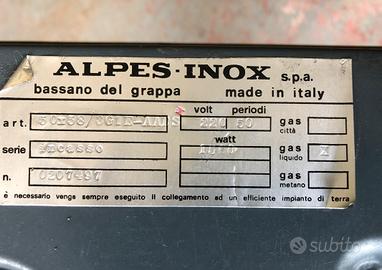 ALPES-INOX s.p.a.
bassano del grappa made in italy
volt periodi
art. 220 50 gas città
watt
serie incasso gas liquido X
n. 0207497 gas metano
è necessario venga sempre eseguito il collegamento ad un efficiente impianto di terra
subito